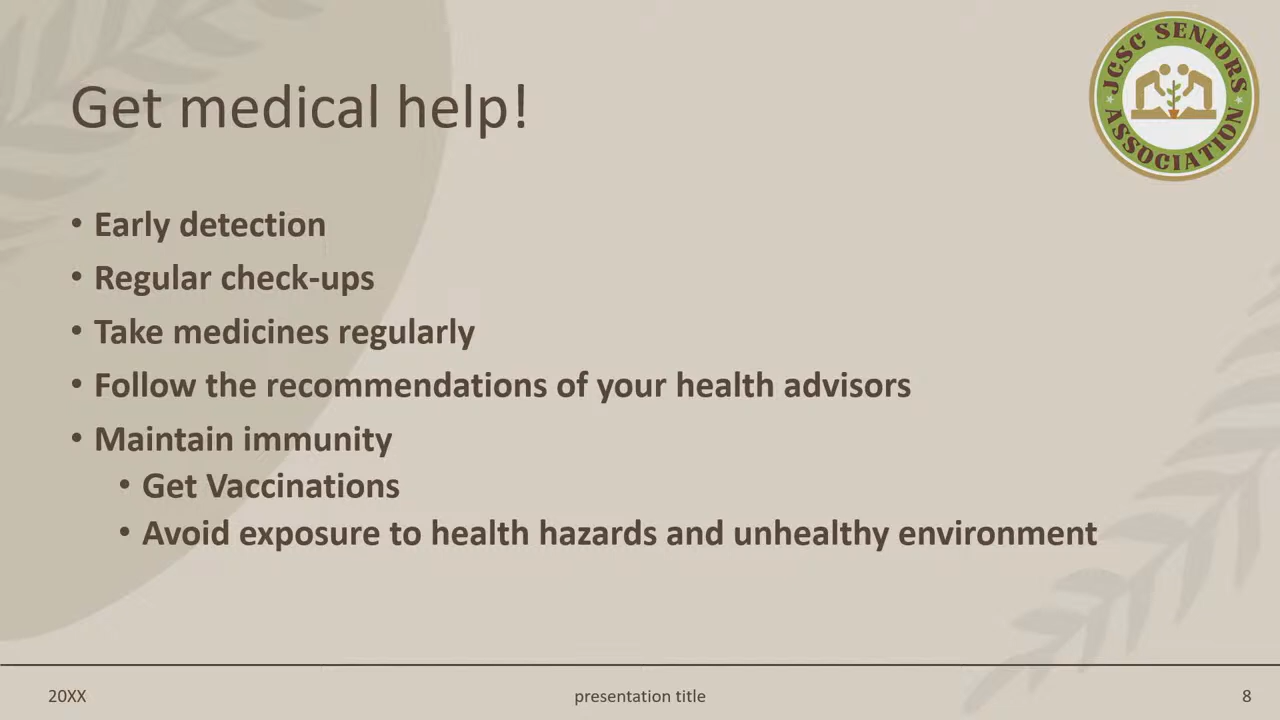 JCSC SENIORS
ASSOCIATION
Get medical help!
• Early detection
• Regular check-ups
• Take medicines regularly
• Follow the recommendations of your health advisors
• Maintain immunity
• Get Vaccinations
• Avoid exposure to health hazards and unhealthy environment
20XX
presentation title
8